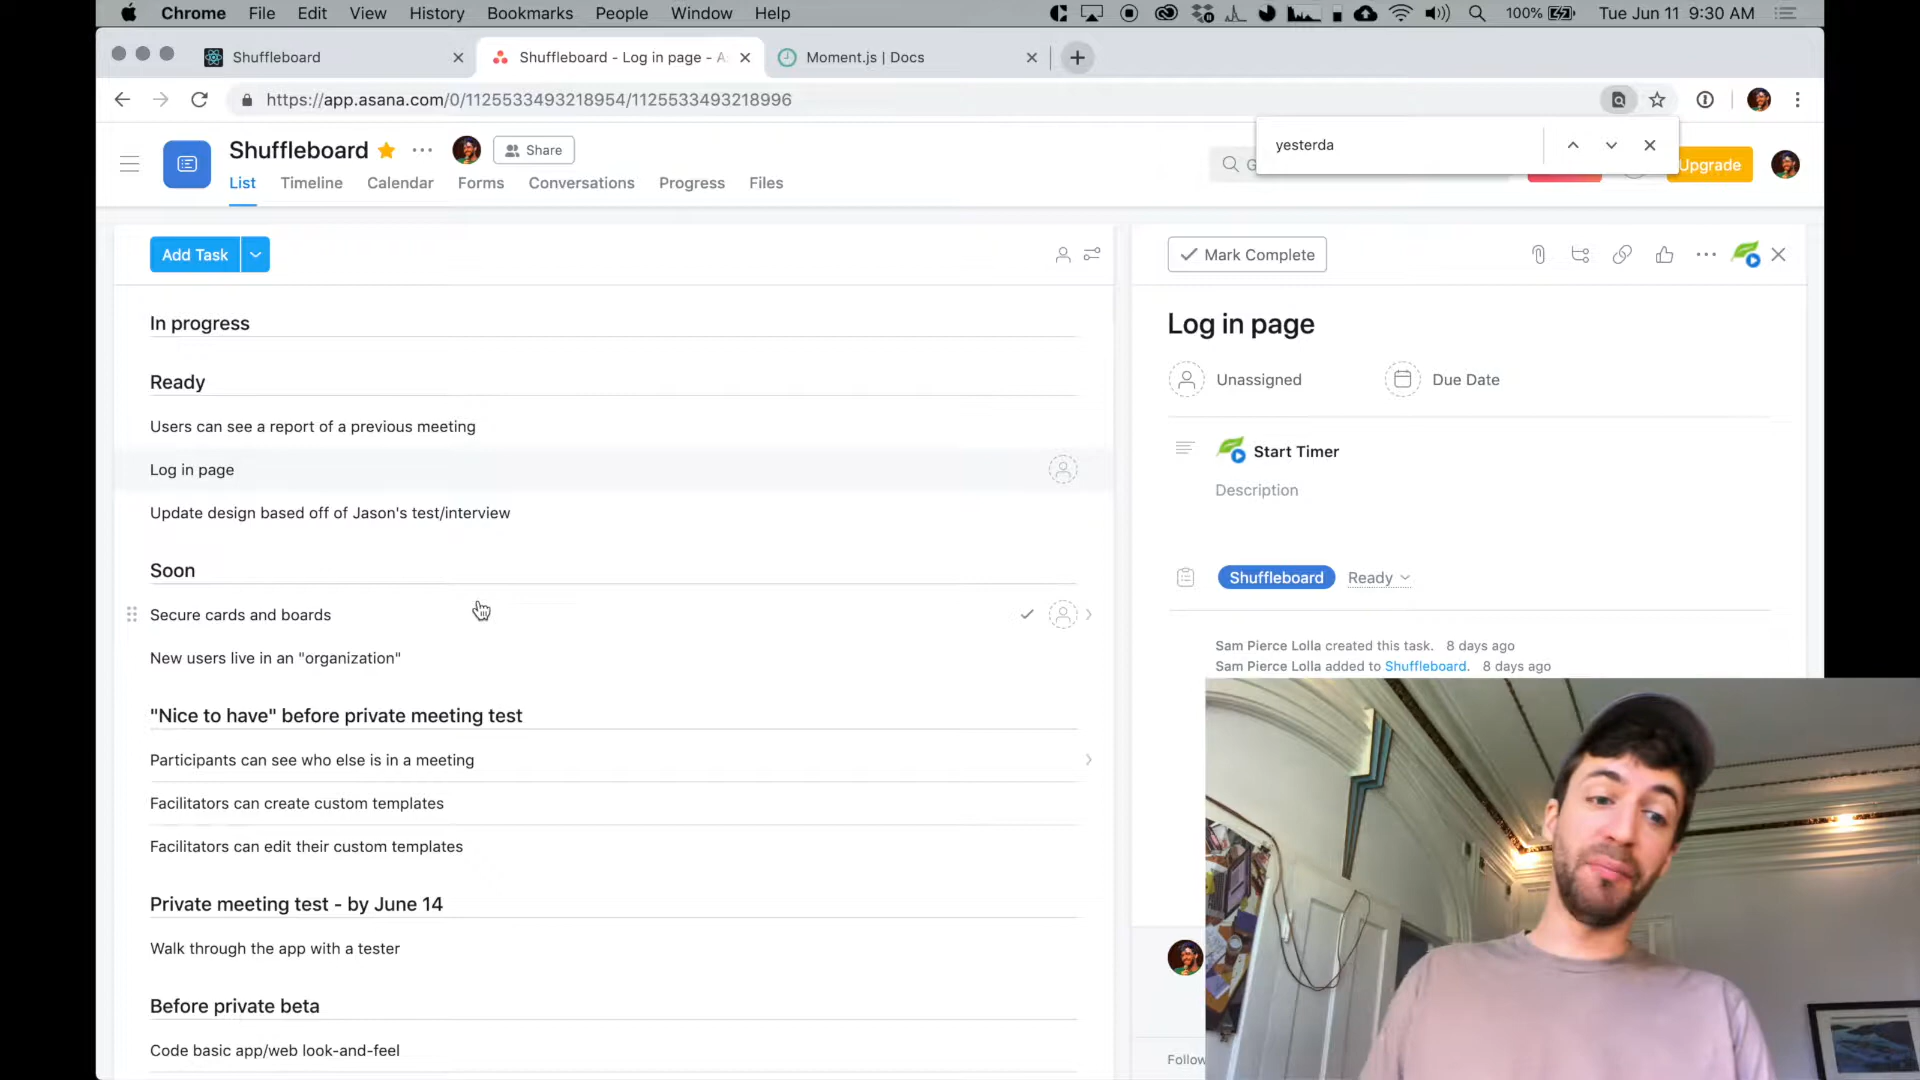 Chrome File Edit View History Bookmarks People Window Help 100% Tue Jun 11 9:30 AM
Shuffleboard Shuffleboard - Log in page - A Moment.js | Docs
https://app.asana.com/0/1125533493218954/1125533493218996
yesterda
Shuffleboard Share
G Upgrade
List Timeline Calendar Forms Conversations Progress Files
Add Task
Mark Complete
In progress
Ready
Users can see a report of a previous meeting
Log in page
Update design based off of Jason's test/interview
Soon
Secure cards and boards
New users live in an "organization"
"Nice to have" before private meeting test
Participants can see who else is in a meeting
Facilitators can create custom templates
Facilitators can edit their custom templates
Private meeting test - by June 14
Walk through the app with a tester
Before private beta
Code basic app/web look-and-feel
Log in page
Unassigned Due Date
Start Timer
Description
Shuffleboard Ready
Sam Pierce Lolla created this task. 8 days ago
Sam Pierce Lolla added to Shuffleboard. 8 days ago
Follow